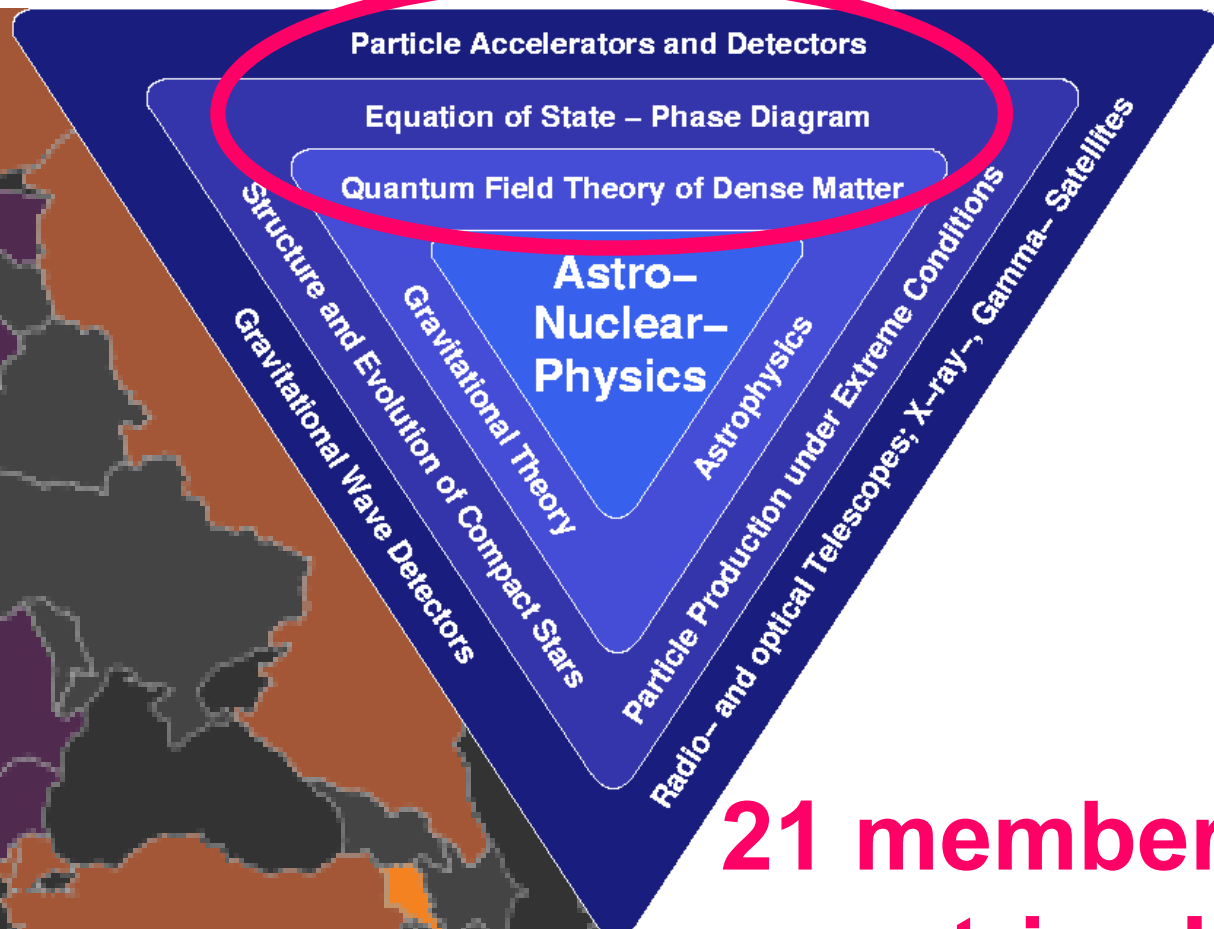 Particle Accelerators and Detectors
Equation of State – Phase Diagram
Quantum Field Theory of Dense Matter
Astro–
Nuclear–
Physics
Gravitational Theory
Astrophysics
Structure and Evolution of Compact Stars
Particle Production under Extreme Conditions
Gravitational Wave Detectors
Radio– and optical Telescopes; X–ray–, Gamma– Satellites
21 member